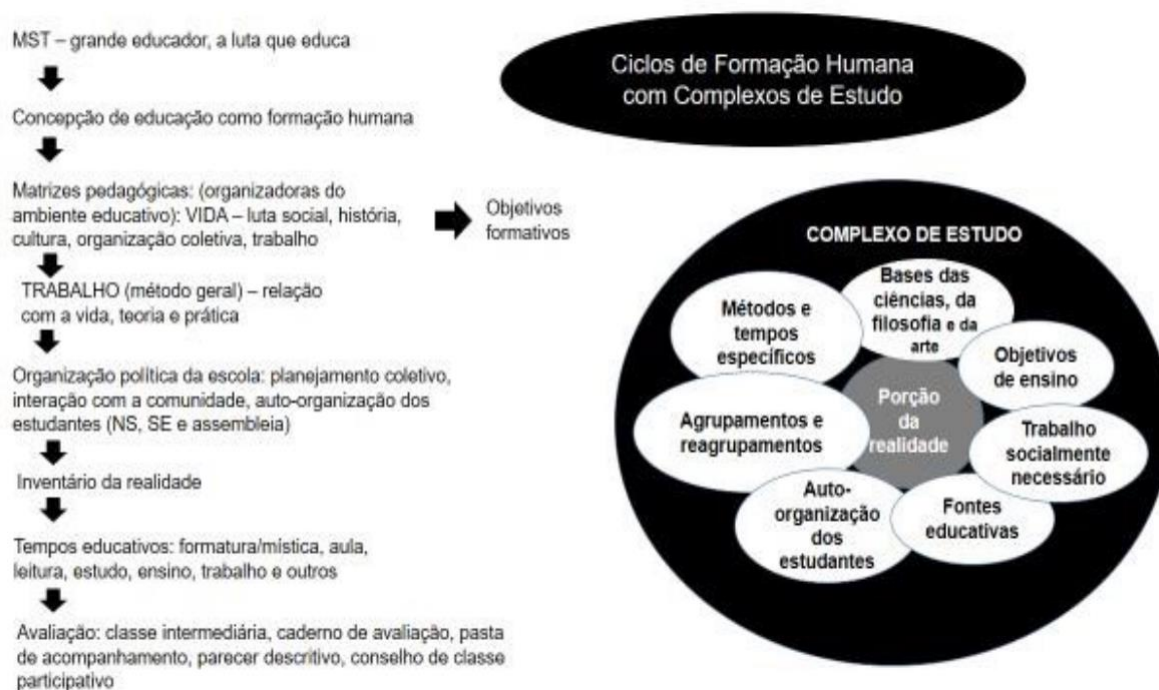 MST – grande educador, a luta que educa
Concepção de educação como formação humana
Matrizes pedagógicas: (organizadoras do
ambiente educativo): VIDA – luta social, história,
cultura, organização coletiva, trabalho
Objetivos
formativos
TRABALHO (método geral) – relação
com a vida, teoria e prática
Organização política da escola: planejamento coletivo,
interação com a comunidade, auto-organização dos
estudantes (NS, SE e assembleia)
Inventário da realidade
Tempos educativos: formatura/mística, aula,
leitura, estudo, ensino, trabalho e outros
Avaliação: classe intermediária, caderno de avaliação, pasta
de acompanhamento, parecer descritivo, conselho de classe
participativo
Ciclos de Formação Humana
com Complexos de Estudo
COMPLEXO DE ESTUDO
Bases das
ciências, da
filosofia e da
arte
Métodos e
tempos
específicos
Objetivos
de ensino
Porção
da
realidade
Agrupamentos e
reagrupamentos
Trabalho
socialmente
necessário
Auto-
organização
dos
estudantes
Fontes
educativas